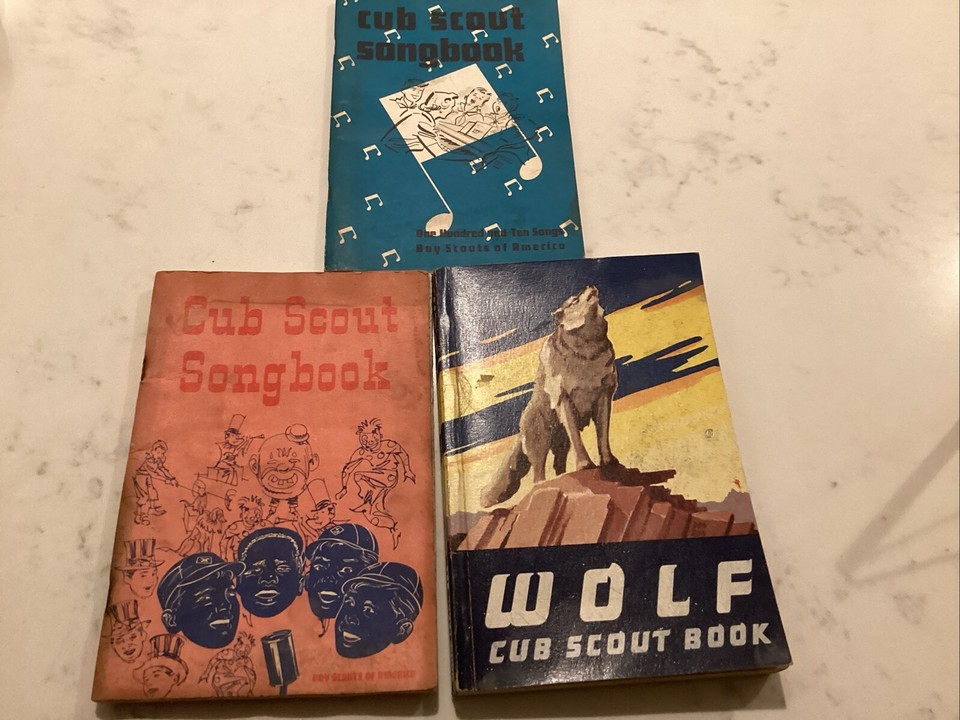 cub scout
songbook
One Hundred and Ten Songs
Boy Scouts of America
Cub Scout
Songbook
BOY SCOUTS OF AMERICA
WOLF
CUB SCOUT BOOK